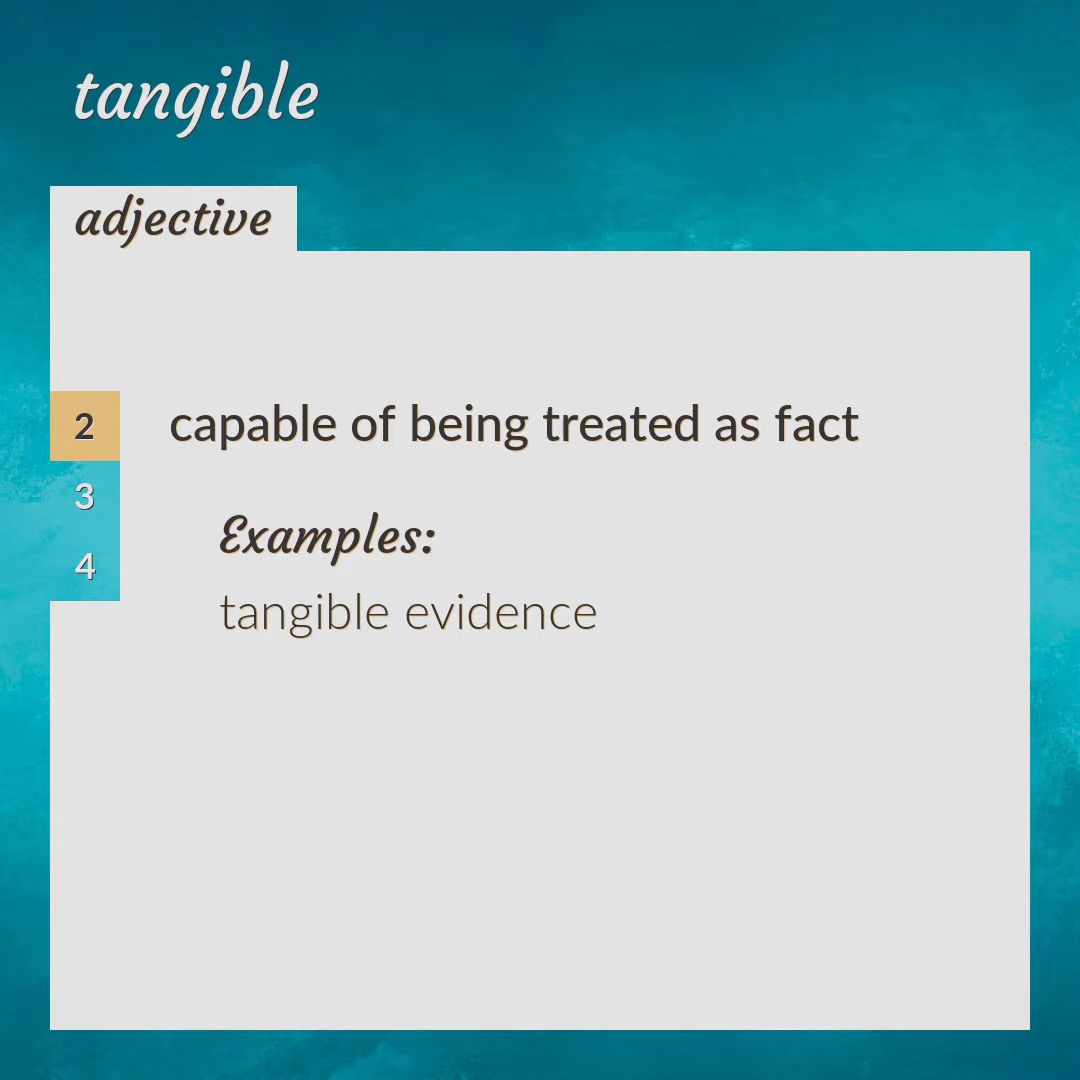 tangible
adjective
2 capable of being treated as fact
3
Examples:
4
tangible evidence